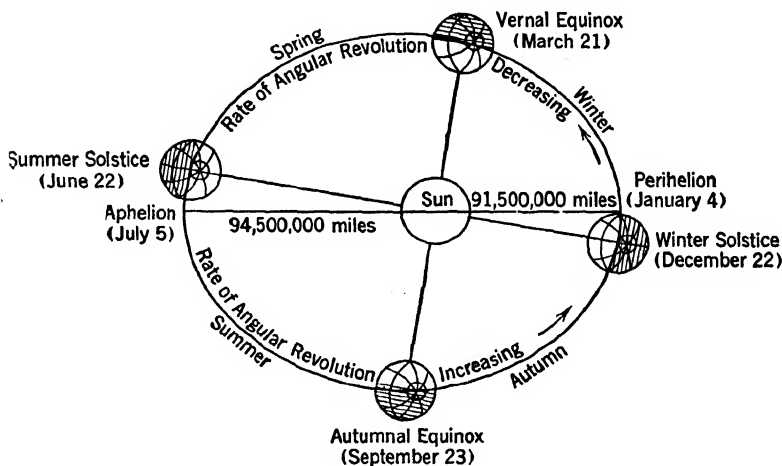 Vernal Equinox
(March 21)
Spring
Rate of Angular Revolution
Decreasing
Winter
Summer Solstice
(June 22)
Aphelion
(July 5)
94,500,000 miles
Sun
91,500,000 miles
Perihelion
(January 4)
Winter Solstice
(December 22)
Rate of Angular Revolution
Summer
Increasing
Autumn
Autumnal Equinox
(September 23)